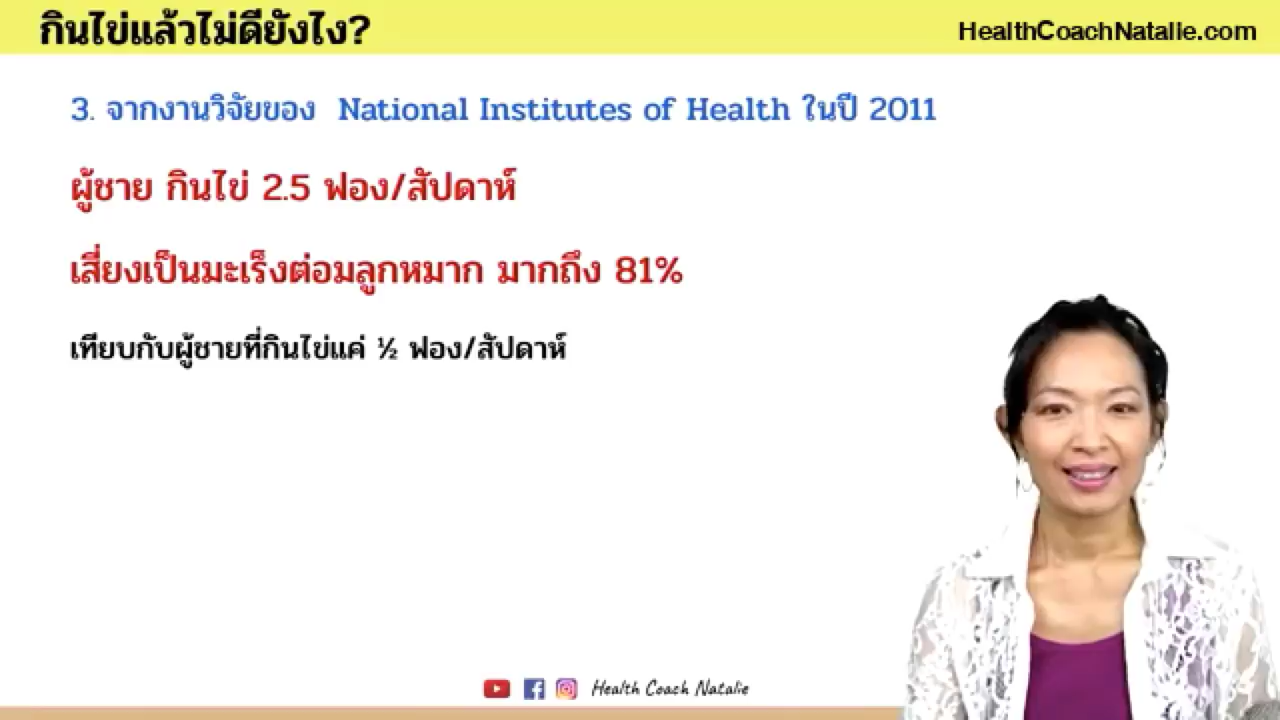 กินไข่แล้วไม่ดียังไง?
HealthCoachNatalie.com
3. จากงานวิจัยของ National Institutes of Health ในปี 2011
ผู้ชาย กินไข่ 2.5 ฟอง/สัปดาห์
เสี่ยงเป็นมะเร็งต่อมลูกหมาก มากถึง 81%
เทียบกับผู้ชายที่กินไข่แค่ ½ ฟอง/สัปดาห์
Health Coach Natalie